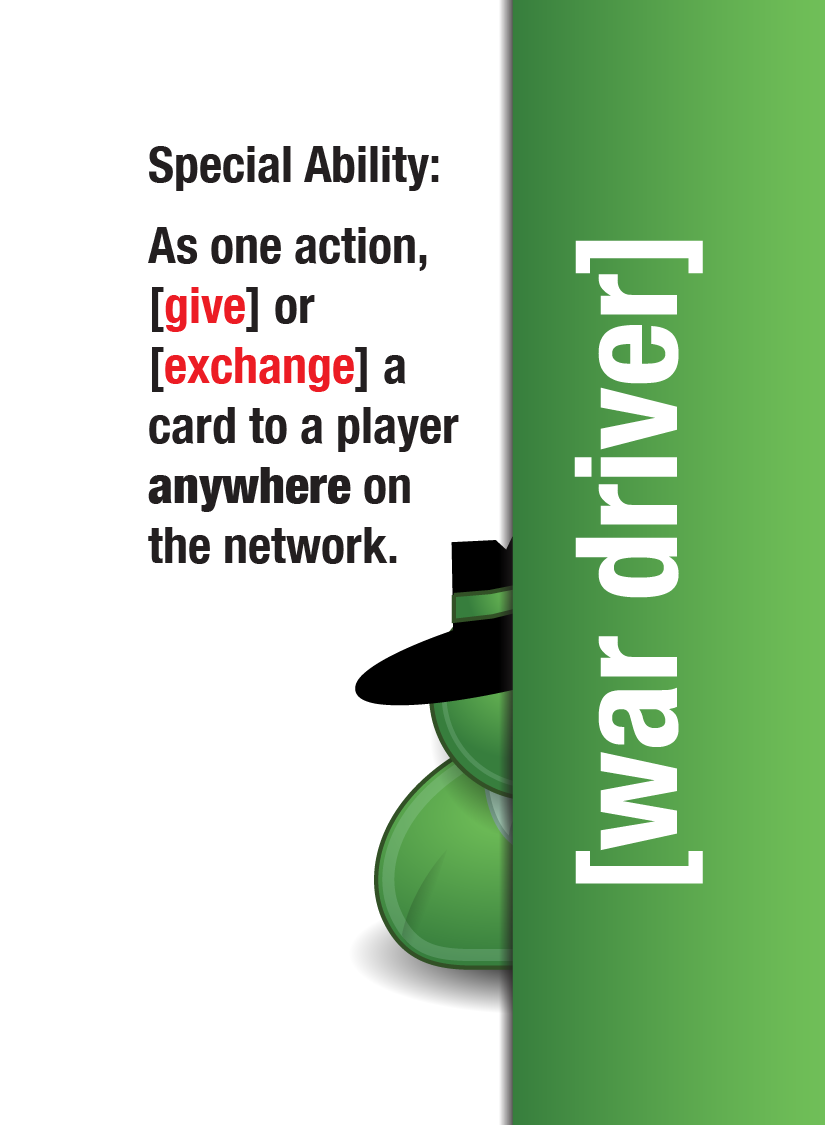 Special Ability:
As one action,
[give] or
[exchange] a
card to a player
anywhere on
the network.
[war driver]